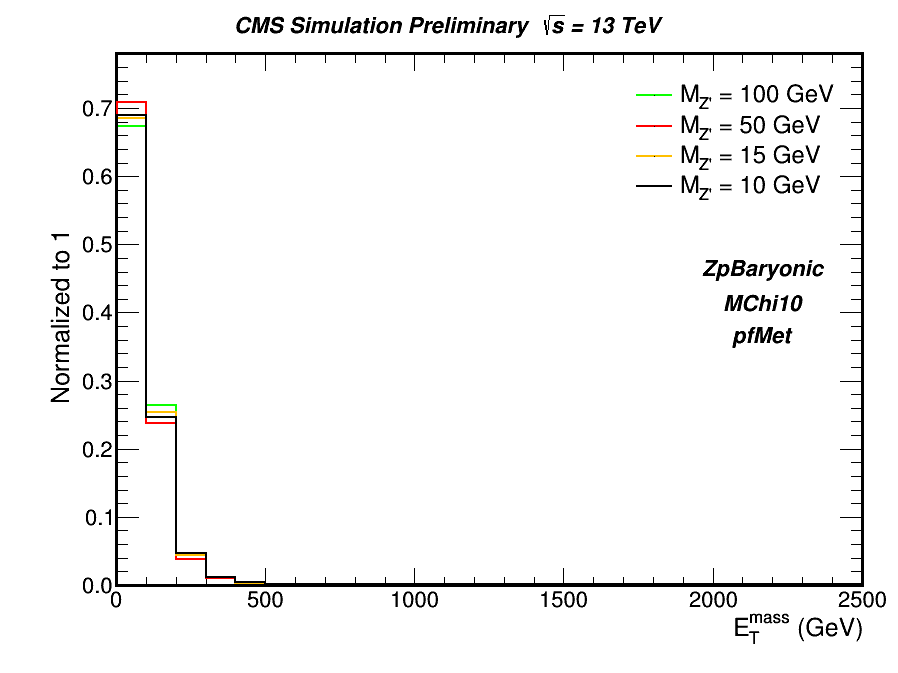 CMS Simulation Preliminary √s = 13 TeV
M_Z' = 100 GeV
M_Z' = 50 GeV
M_Z' = 15 GeV
M_Z' = 10 GeV
ZpBaryonic
MChi10
pfMet
Normalized to 1
0.7
0.6
0.5
0.4
0.3
0.2
0.1
0.0
0 500 1000 1500 2000 2500
E_T^mass (GeV)